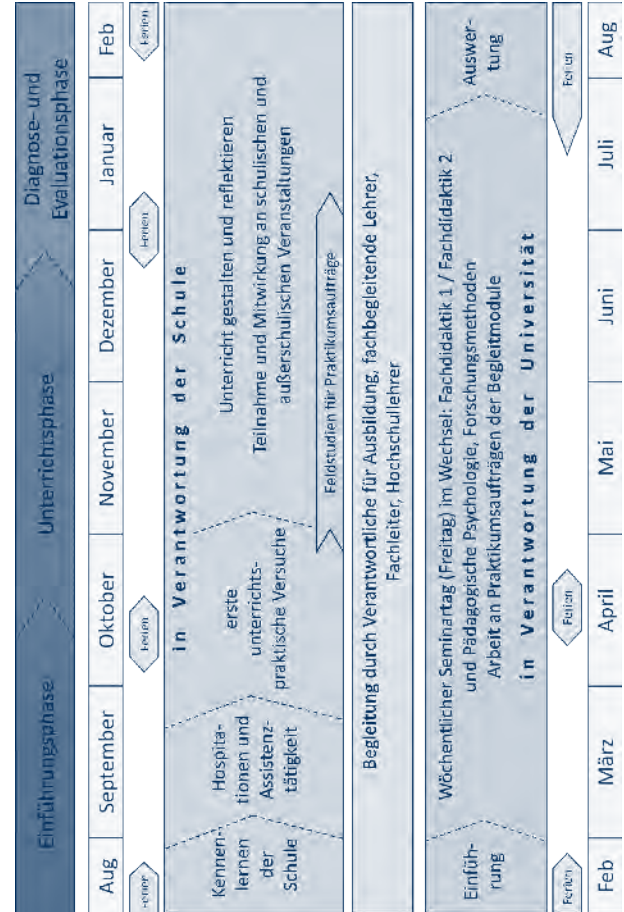 Einführungsphase
Unterrichtsphase
Diagnose- und
Evaluationsphase
Aug
September
Oktober
November
Dezember
Januar
Feb
Ferien
Ferien
Ferien
Ferien
in Verantwortung der Schule
Kennen-
lernen
der
Schule
Hospita-
tionen und
Assistenz-
tätigkeit
erste
unterrichts-
praktische Versuche
Unterricht gestalten und reflektieren
Teilnahme und Mitwirkung an schulischen und
außerschulischen Veranstaltungen
Feldstudien für Praktikumsaufträge
Begleitung durch Verantwortliche für Ausbildung, fachbegleitende Lehrer,
Fachleiter, Hochschullehrer
Einfüh-
rung
Wöchentlicher Seminartag (Freitag) im Wechsel: Fachdidaktik 1 / Fachdidaktik 2
und Pädagogische Psychologie, Forschungsmethoden
Arbeit an Praktikumsaufträgen der Begleitmodule
in Verantwortung der Universität
Auswer-
tung
Ferien
Ferien
Ferien
Feb
März
April
Mai
Juni
Juli
Aug